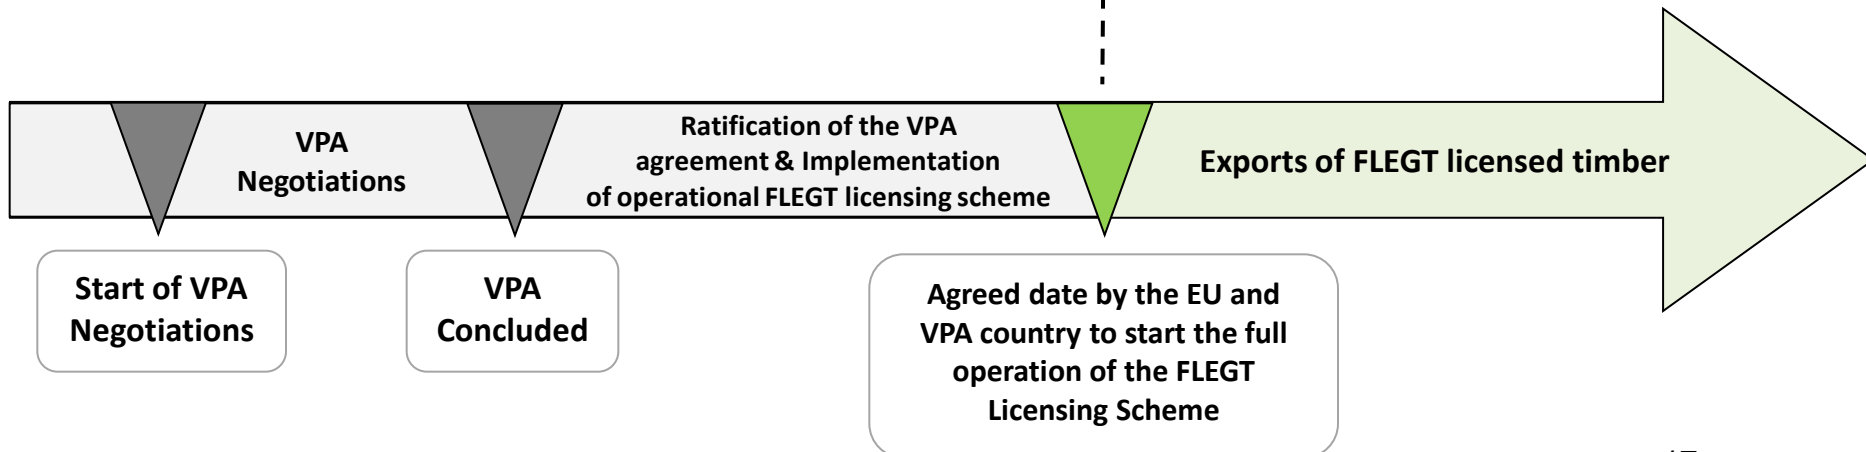 VPA
Negotiations
Ratification of the VPA
agreement & Implementation
of operational FLEGT licensing scheme
Exports of FLEGT licensed timber
Start of VPA
Negotiations
VPA
Concluded
Agreed date by the EU and
VPA country to start the full
operation of the FLEGT
Licensing Scheme